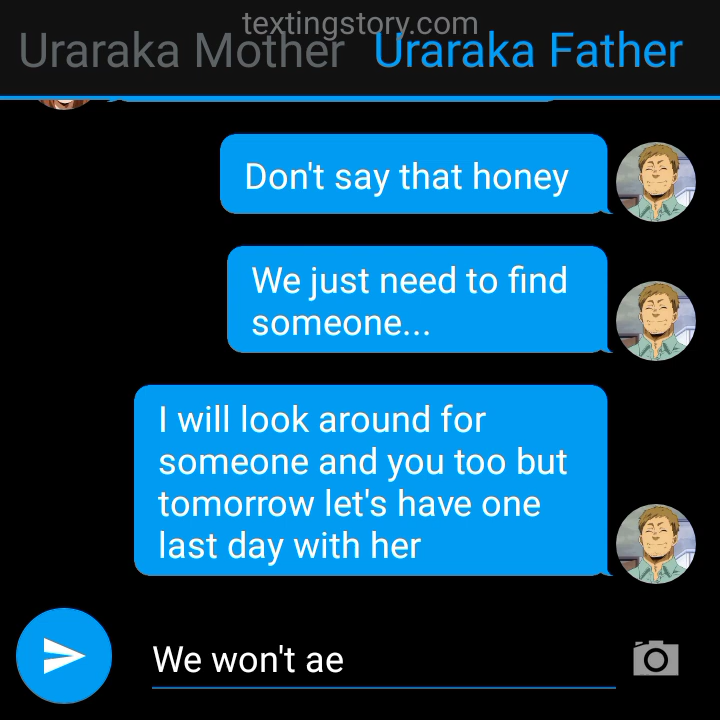 textingstory.com
Uraraka Mother Uraraka Father
Don't say that honey
We just need to find
someone...
I will look around for
someone and you too but
tomorrow let's have one
last day with her
We won't ae